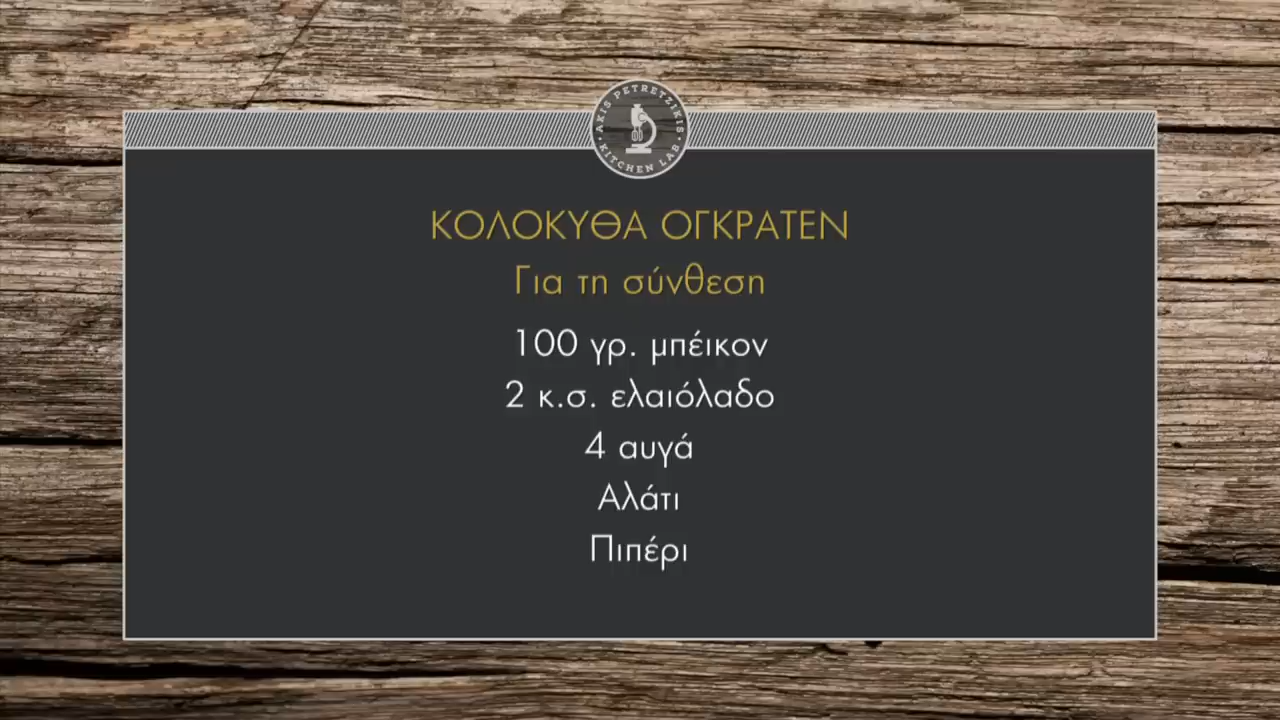 AKIS PETRETZIKIS
KITCHEN LAB
ΚΟΛΟΚΥΘΑ ΟΓΚΡΑΤΕΝ
Για τη σύνθεση
100 γρ. μπέικον
2 κ.σ. ελαιόλαδο
4 αυγά
Αλάτι
Πιπέρι